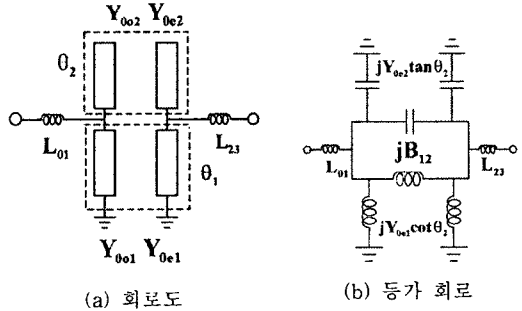 Y₀ₒ₂ Y₀ₑ₂
θ₂
L₀₁
L₂₃
θ₁
Y₀ₒ₁ Y₀ₑ₁
(a) 회로도
jY₀ₑ₂tanθ₂
jB₁₂
L₀₁
L₂₃
jY₀ₑ₁cotθ₂
(b) 등가 회로